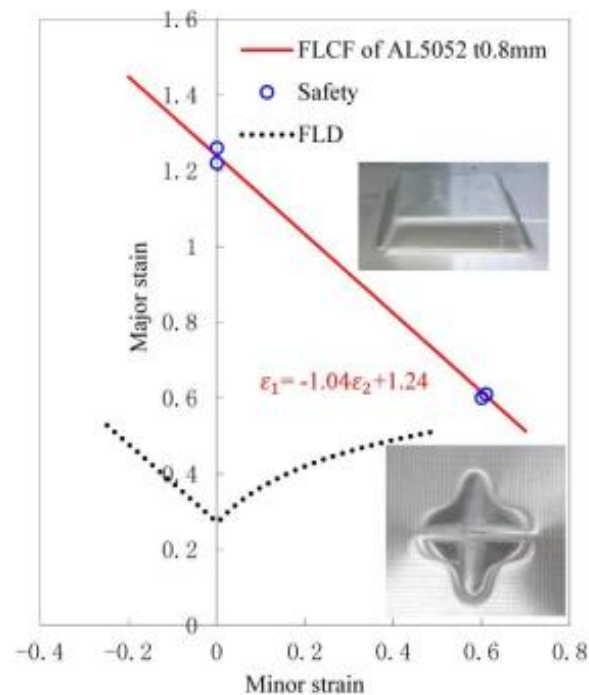 1.6
FLCF of AL5052 t0.8mm
1.4
Safety
FLD
1.2
1
Major stain
0.8
ε₁= -1.04ε₂+1.24
0.6
0.4
0.2
0
-0.4 -0.2 0 0.2 0.4 0.6 0.8
Minor strain